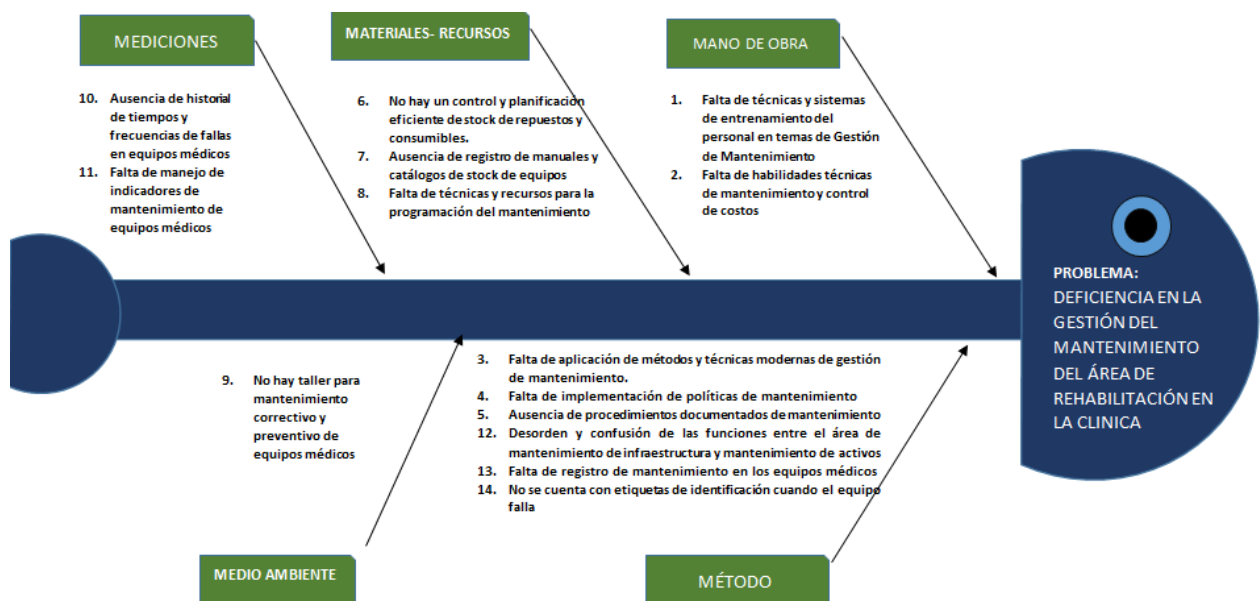 MEDICIONES
MATERIALES- RECURSOS
MANO DE OBRA
10. Ausencia de historial
de tiempos y
frecuencias de fallas
en equipos médicos
11. Falta de manejo de
indicadores de
mantenimiento de
equipos médicos
6. No hay un control y planificación
eficiente de stock de repuestos y
consumibles.
7. Ausencia de registro de manuales y
catálogos de stock de equipos
8. Falta de técnicas y recursos para la
programación del mantenimiento
1. Falta de técnicas y sistemas
de entrenamiento del
personal en temas de Gestión
de Mantenimiento
2. Falta de habilidades técnicas
de mantenimiento y control
de costos
PROBLEMA:
DEFICIENCIA EN LA
GESTIÓN DEL
MANTENIMIENTO
DEL ÁREA DE
REHABILITACIÓN EN
LA CLINICA
9. No hay taller para
mantenimiento
correctivo y
preventivo de
equipos médicos
3. Falta de aplicación de métodos y técnicas modernas de gestión
de mantenimiento.
4. Falta de implementación de políticas de mantenimiento
5. Ausencia de procedimientos documentados de mantenimiento
12. Desorden y confusión de las funciones entre el área de
mantenimiento de infraestructura y mantenimiento de activos
13. Falta de registro de mantenimiento en los equipos médicos
14. No se cuenta con etiquetas de identificación cuando el equipo
falla
MEDIO AMBIENTE
MÉTODO